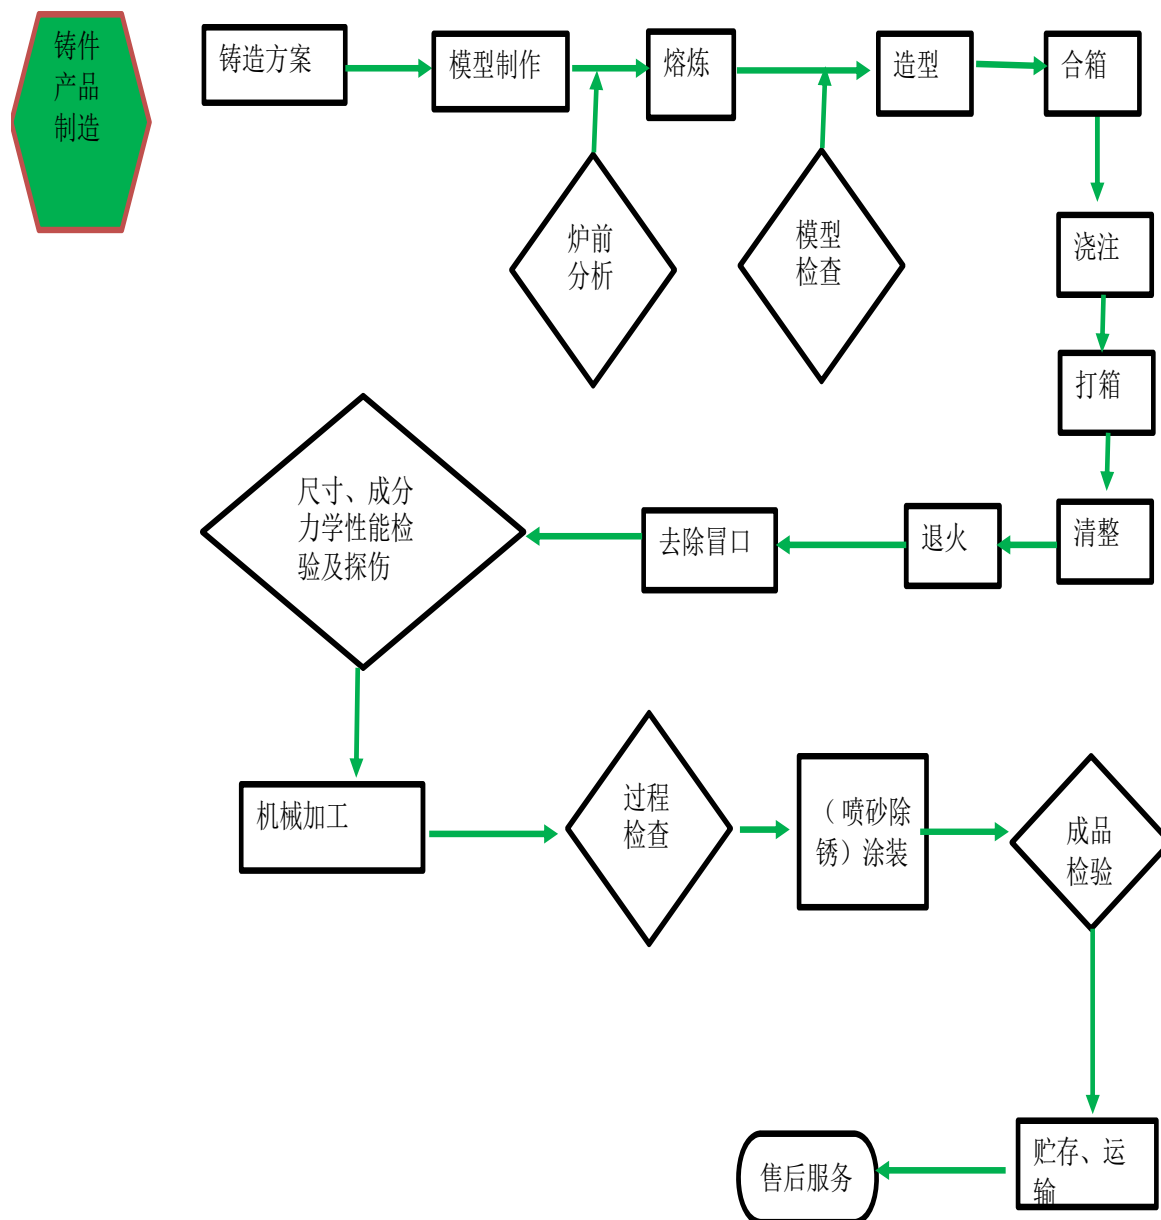 铸件
产品
制造
铸造方案
模型制作
熔炼
造型
合箱
炉前
分析
模型
检查
浇注
打箱
尺寸、成分
力学性能检
验及探伤
去除冒口
退火
清整
机械加工
过程
检查
（喷砂除
锈）涂装
成品
检验
贮存、运
输
售后服务